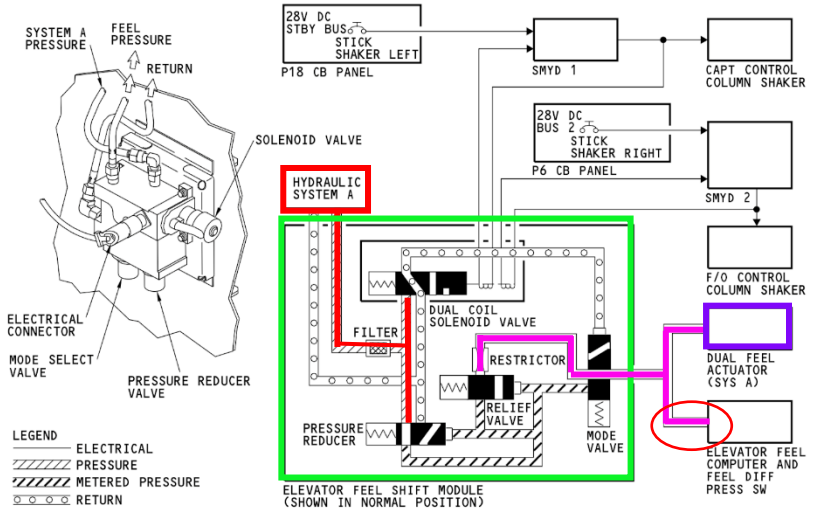 SYSTEM A
PRESSURE
FEEL
PRESSURE
RETURN
SOLENOID VALVE
ELECTRICAL
CONNECTOR
MODE SELECT
VALVE
PRESSURE REDUCER
VALVE
LEGEND
ELECTRICAL
PRESSURE
METERED PRESSURE
RETURN
28V DC
STBY BUS
STICK
SHAKER LEFT
P18 CB PANEL
SMYD 1
CAPT CONTROL
COLUMN SHAKER
28V DC
BUS 2
STICK
SHAKER RIGHT
P6 CB PANEL
SMYD 2
F/O CONTROL
COLUMN SHAKER
HYDRAULIC
SYSTEM A
DUAL COIL
SOLENOID VALVE
FILTER
RESTRICTOR
RELIEF
VALVE
PRESSURE
REDUCER
MODE
VALVE
DUAL FEEL
ACTUATOR
(SYS A)
ELEVATOR FEEL
COMPUTER AND
FEEL DIFF
PRESS SW
ELEVATOR FEEL SHIFT MODULE
(SHOWN IN NORMAL POSITION)